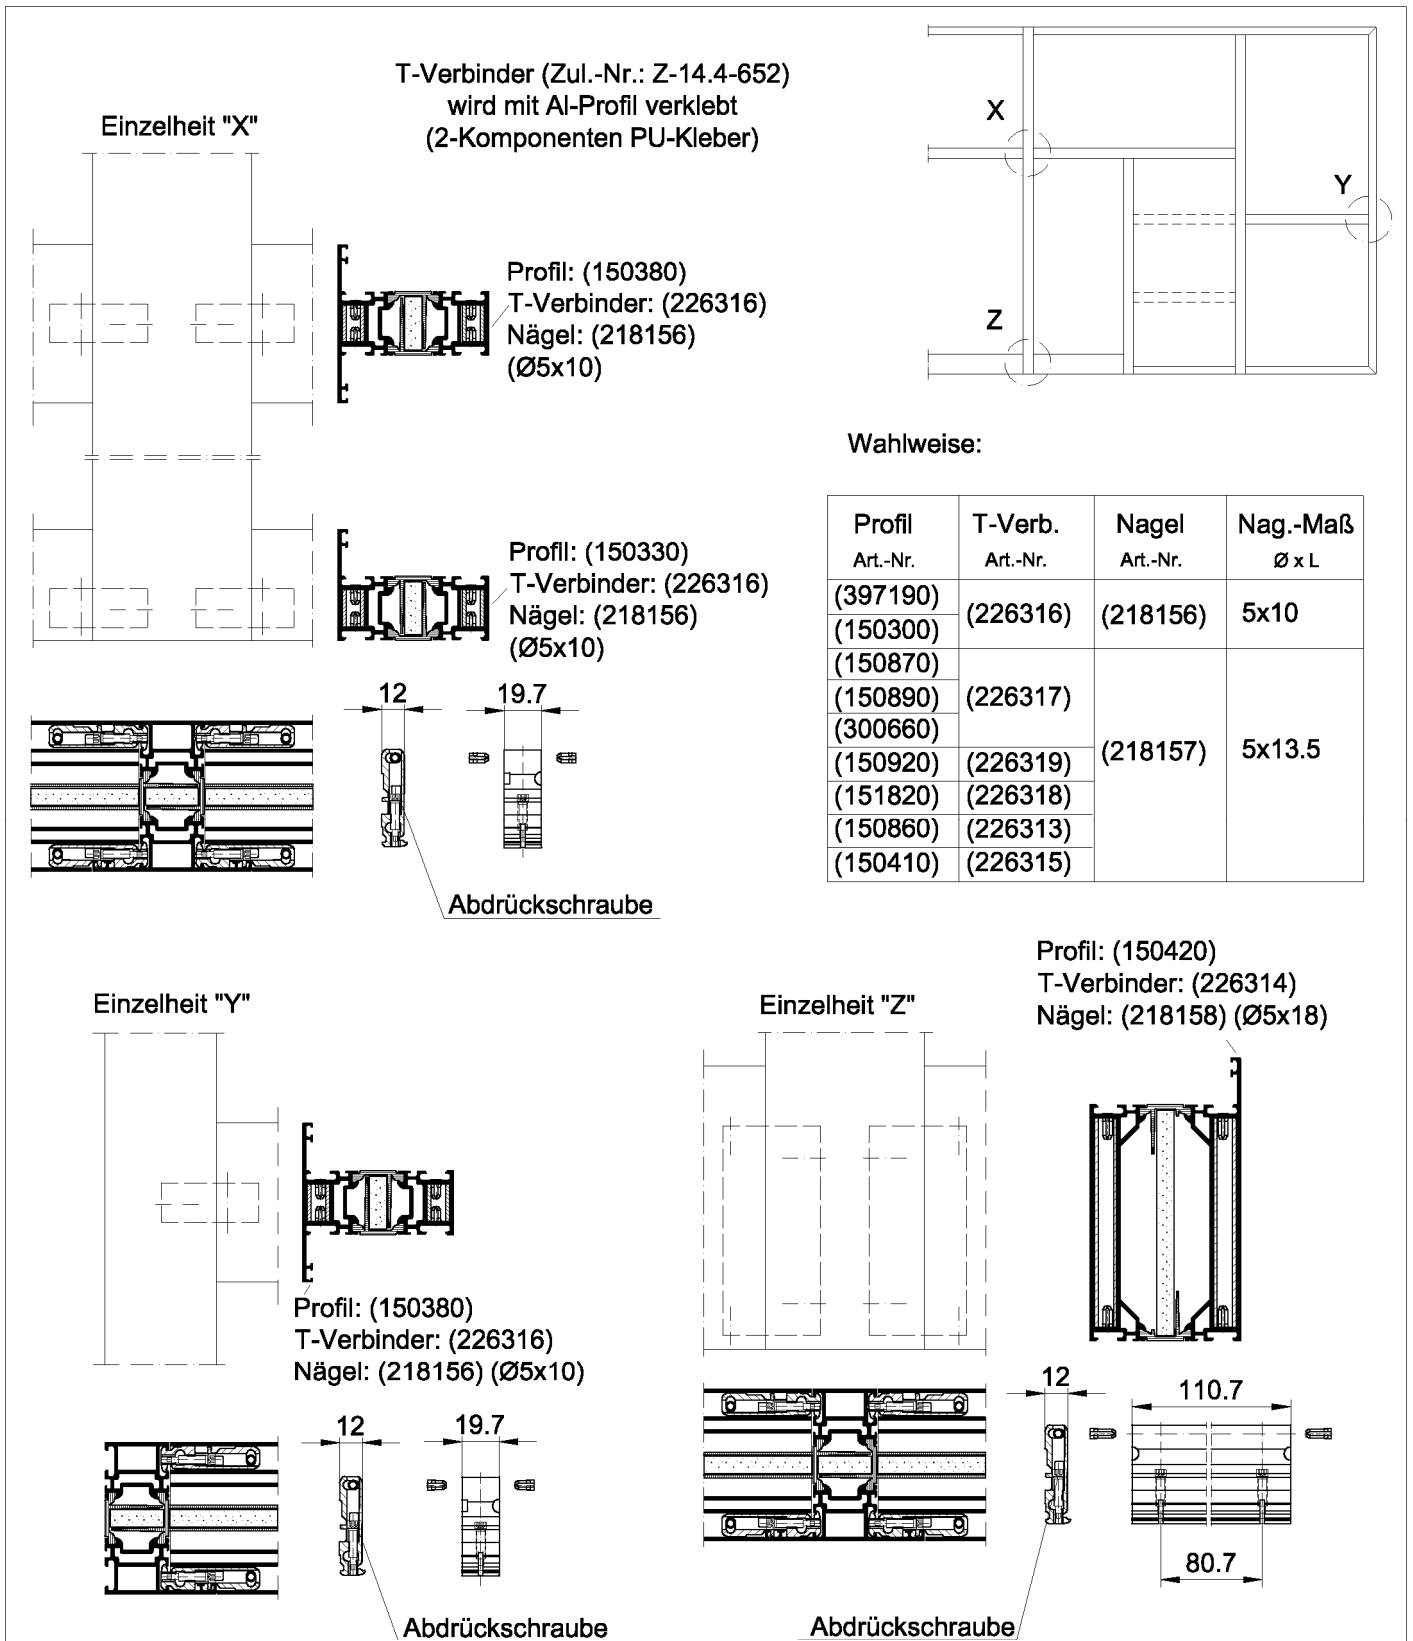 T-Verbinder (Zul.-Nr.: Z-14.4-652)
wird mit Al-Profil verklebt
(2-Komponenten PU-Kleber)
Einzelheit "X"
X
Y
Z
Profil: (150380)
T-Verbinder: (226316)
Nägel: (218156)
(Ø5x10)
Profil: (150330)
T-Verbinder: (226316)
Nägel: (218156)
(Ø5x10)
12
19.7
Abdrückschraube
Wahlweise:
Profil T-Verb. Nagel Nag.-Maß
Art.-Nr. Art.-Nr. Art.-Nr. Ø x L
(397190)
(226316) (218156) 5x10
(150300)
(150870)
(150890) (226317)
(300660)
(218157) 5x13.5
(150920) (226319)
(151820) (226318)
(150860) (226313)
(150410) (226315)
Einzelheit "Y"
Profil: (150380)
T-Verbinder: (226316)
Nägel: (218156) (Ø5x10)
12
19.7
Abdrückschraube
Einzelheit "Z"
Profil: (150420)
T-Verbinder: (226314)
Nägel: (218158) (Ø5x18)
12
110.7
80.7
Abdrückschraube